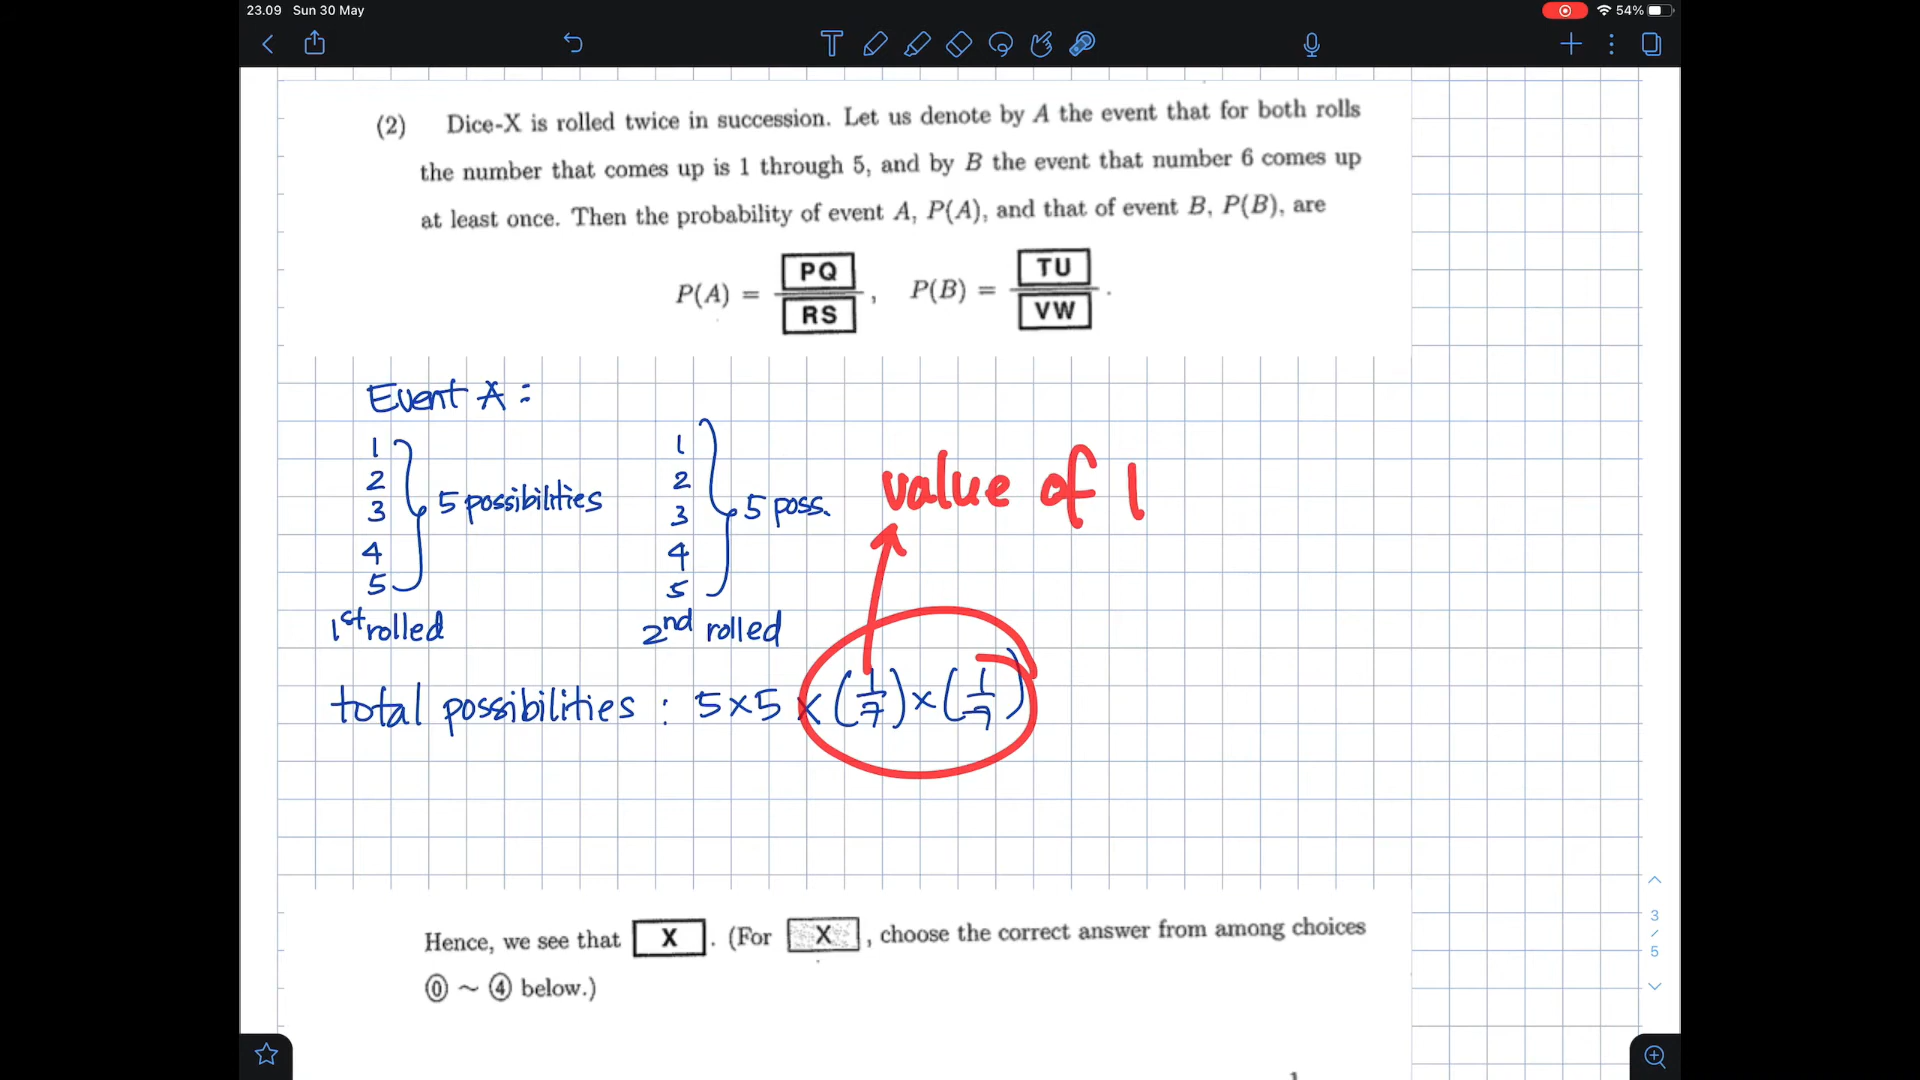 23.09 Sun 30 May
54%
(2) Dice-X is rolled twice in succession. Let us denote by A the event that for both rolls
the number that comes up is 1 through 5, and by B the event that number 6 comes up
at least once. Then the probability of event A, P(A), and that of event B, P(B), are
P(A) = PQ/RS, P(B) = TU/VW.
Event A :
1 1
2 2
3 5 possibilities 3 5 poss. value of 1
4 4
5 5
1st rolled 2nd rolled
total possibilities : 5 × 5 × (1/7) × (1/7)
Hence, we see that X. (For X, choose the correct answer from among choices
⓪ ~ ④ below.)
3
5